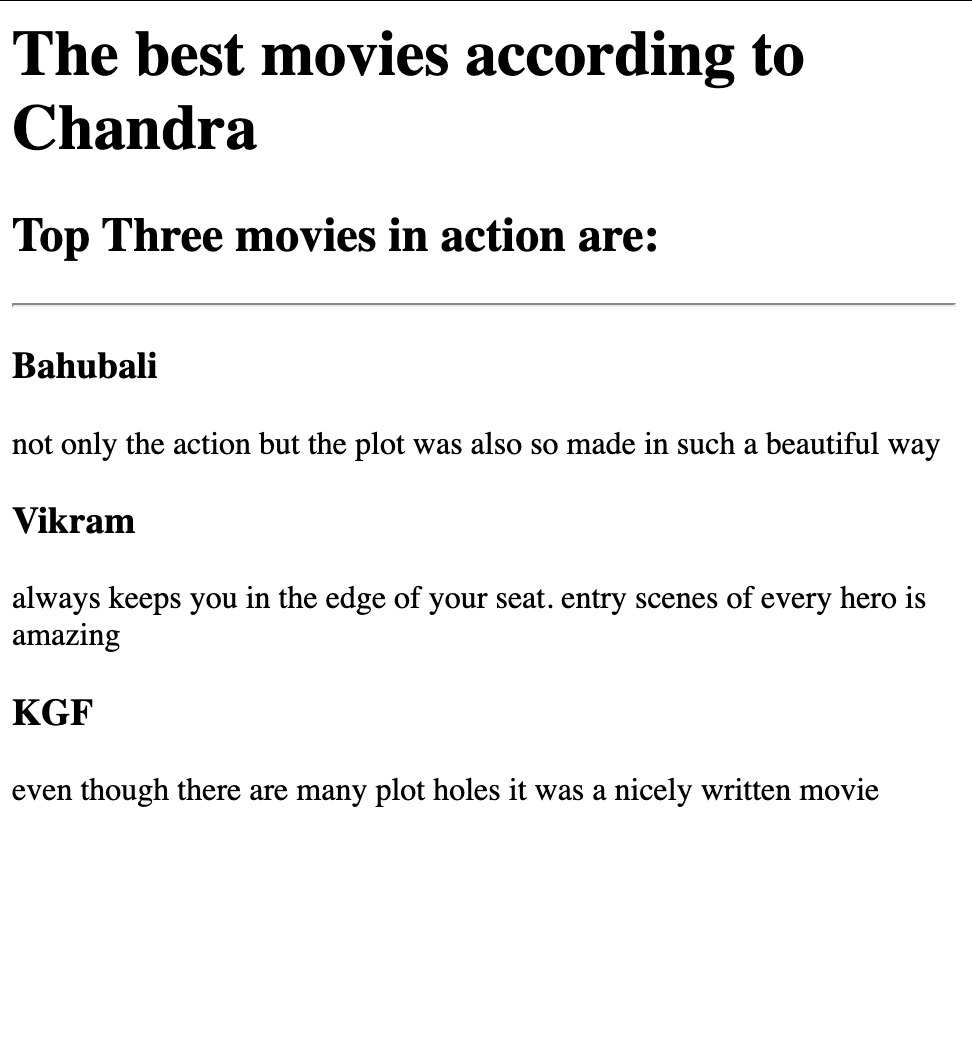 The best movies according to
Chandra
Top Three movies in action are:
Bahubali
not only the action but the plot was also so made in such a beautiful way
Vikram
always keeps you in the edge of your seat. entry scenes of every hero is
amazing
KGF
even though there are many plot holes it was a nicely written movie